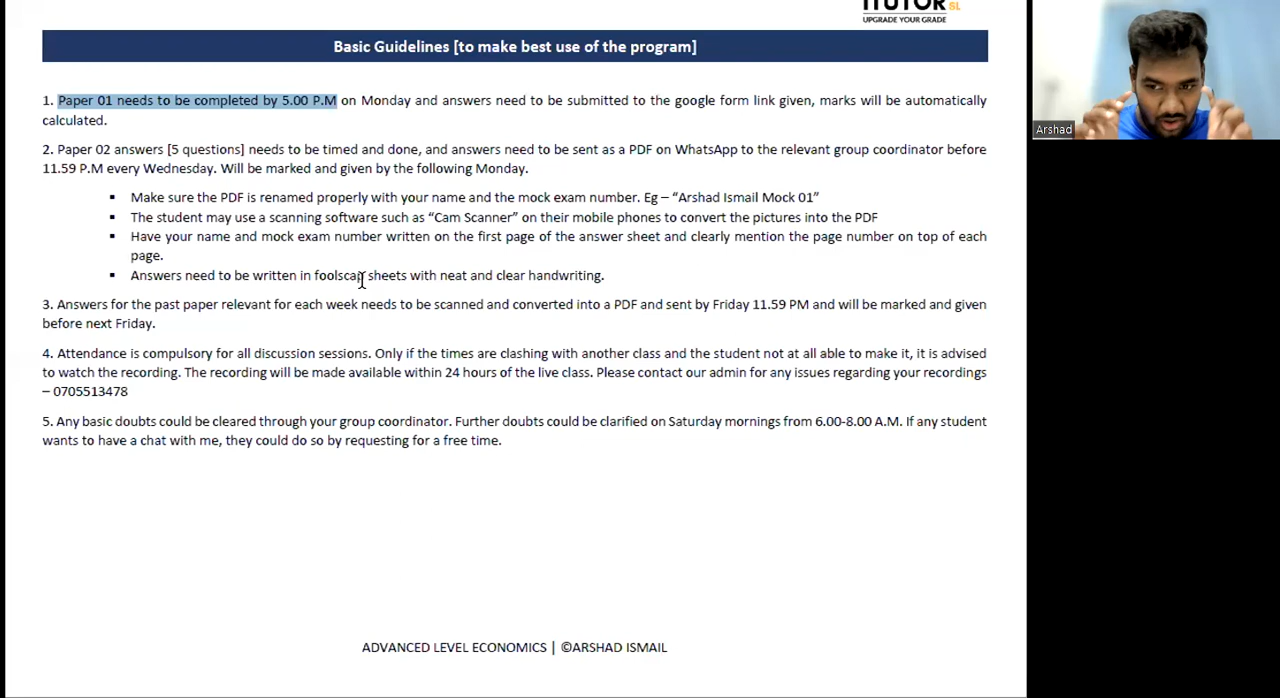 ITUTOR SL
UPGRADE YOUR GRADE
Basic Guidelines [to make best use of the program]
1. Paper 01 needs to be completed by 5.00 P.M on Monday and answers need to be submitted to the google form link given, marks will be automatically
calculated.
2. Paper 02 answers [5 questions] needs to be timed and done, and answers need to be sent as a PDF on WhatsApp to the relevant group coordinator before
11.59 P.M every Wednesday. Will be marked and given by the following Monday.
▪ Make sure the PDF is renamed properly with your name and the mock exam number. Eg – “Arshad Ismail Mock 01”
▪ The student may use a scanning software such as “Cam Scanner” on their mobile phones to convert the pictures into the PDF
▪ Have your name and mock exam number written on the first page of the answer sheet and clearly mention the page number on top of each
page.
▪ Answers need to be written in foolscap sheets with neat and clear handwriting.
3. Answers for the past paper relevant for each week needs to be scanned and converted into a PDF and sent by Friday 11.59 PM and will be marked and given
before next Friday.
4. Attendance is compulsory for all discussion sessions. Only if the times are clashing with another class and the student not at all able to make it, it is advised
to watch the recording. The recording will be made available within 24 hours of the live class. Please contact our admin for any issues regarding your recordings
– 0705513478
5. Any basic doubts could be cleared through your group coordinator. Further doubts could be clarified on Saturday mornings from 6.00-8.00 A.M. If any student
wants to have a chat with me, they could do so by requesting for a free time.
ADVANCED LEVEL ECONOMICS | ©ARSHAD ISMAIL
Arshad